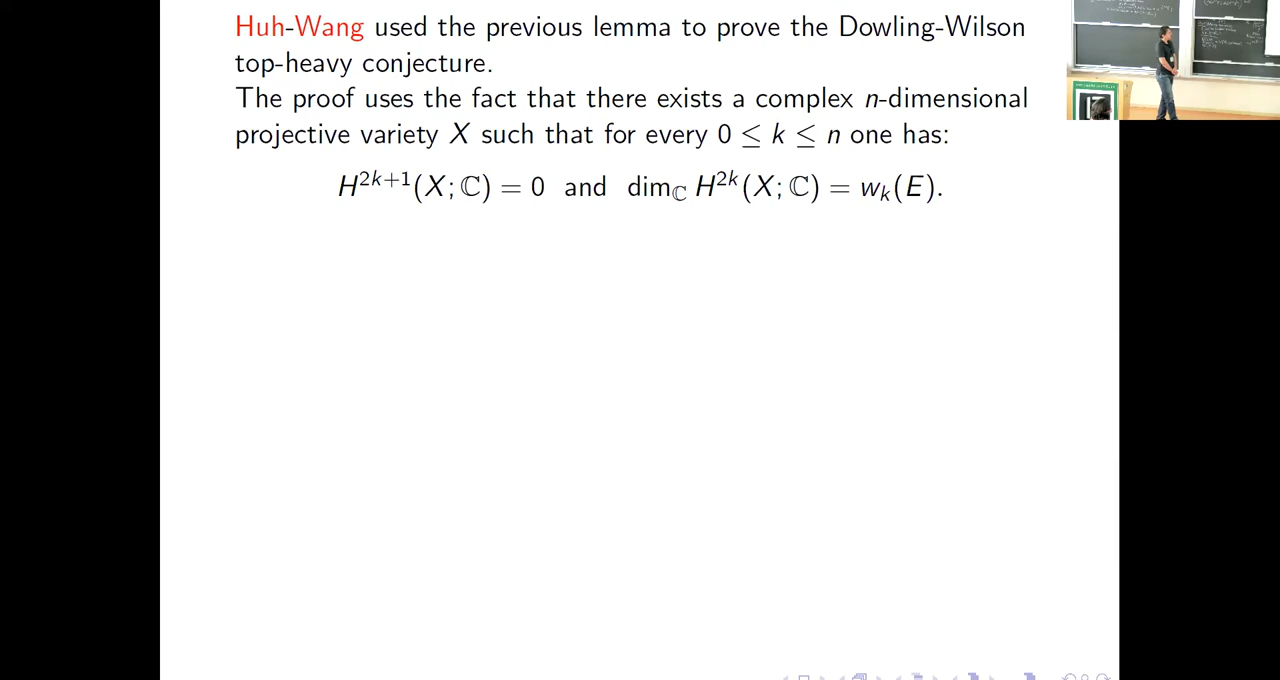 Huh-Wang used the previous lemma to prove the Dowling-Wilson
top-heavy conjecture.
The proof uses the fact that there exists a complex n-dimensional
projective variety X such that for every 0 ≤ k ≤ n one has:
H^{2k+1}(X; ℂ) = 0 and dim_ℂ H^{2k}(X; ℂ) = w_k(E).